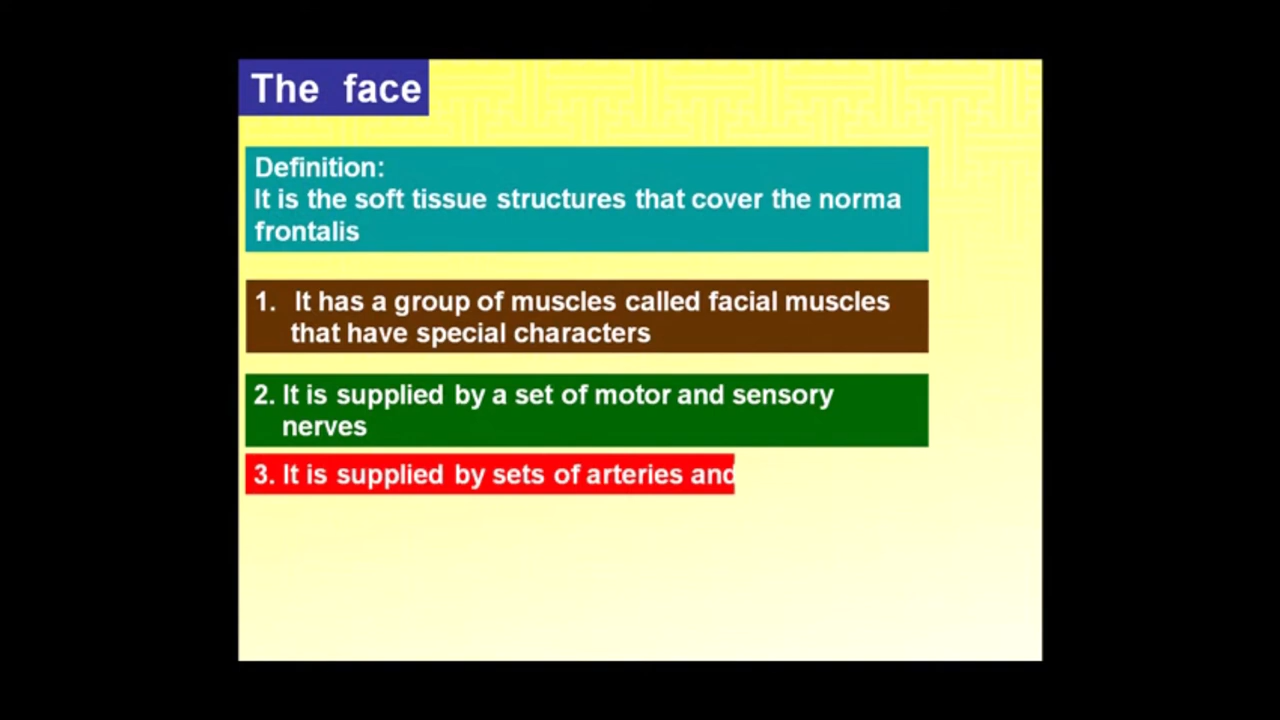 The face
Definition:
It is the soft tissue structures that cover the norma
frontalis
1. It has a group of muscles called facial muscles
that have special characters
2. It is supplied by a set of motor and sensory
nerves
3. It is supplied by sets of arteries and